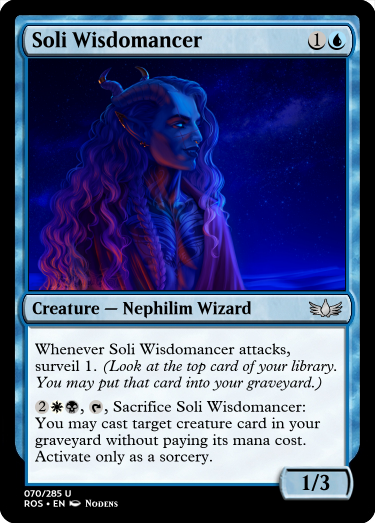 Soli Wisdomancer 1
Creature — Nephilim Wizard
Whenever Soli Wisdomancer attacks,
surveil 1. (Look at the top card of your library.
You may put that card into your graveyard.)
2, , Sacrifice Soli Wisdomancer:
You may cast target creature card in your
graveyard without paying its mana cost.
Activate only as a sorcery.
1/3
070/285 U
ROS • EN Nodens